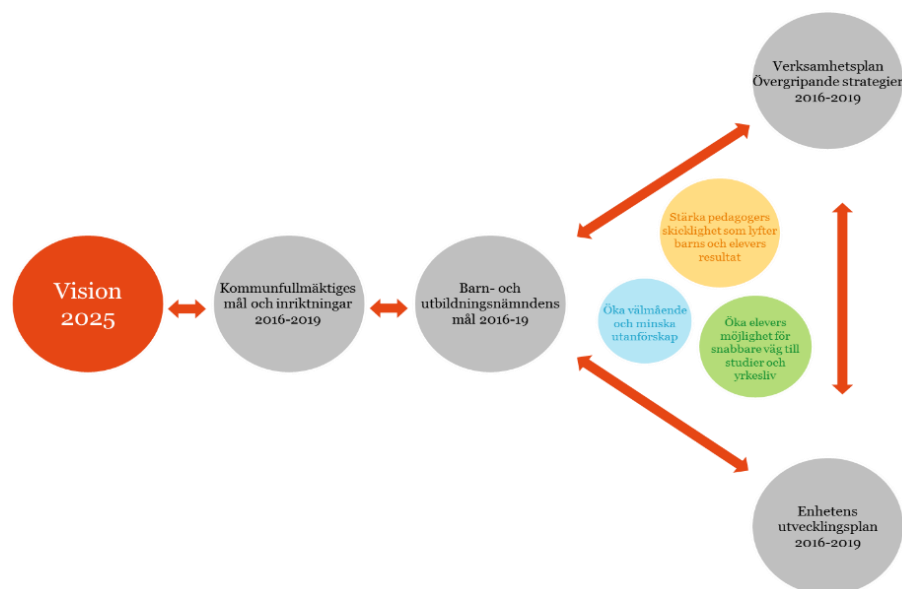 Verksamhetsplan
Övergripande strategier
2016-2019
Stärka pedagogers
skicklighet som lyfter
barns och elevers
resultat
Vision
2025
Kommunfullmäktiges
mål och inriktningar
2016-2019
Barn- och
utbildningsnämndens
mål 2016-19
Öka välmående
och minska
utanförskap
Öka elevers
möjlighet för
snabbare väg till
studier och
yrkesliv
Enhetens
utvecklingsplan
2016-2019